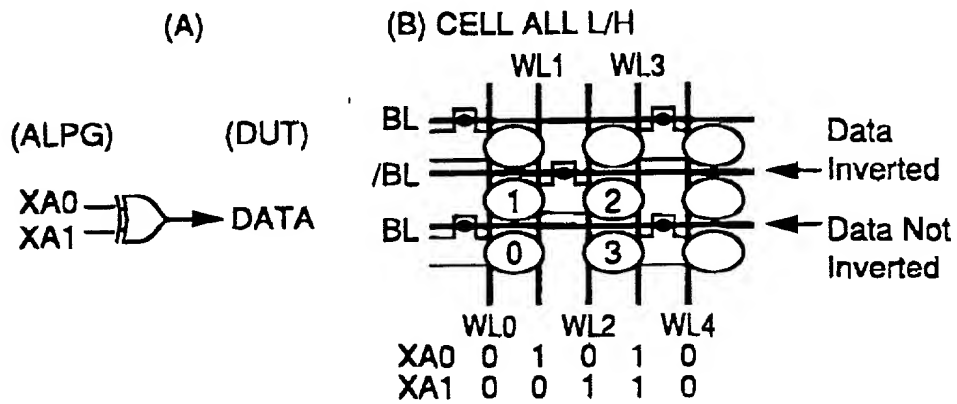 (A)
(B) CELL ALL L/H
WL1 WL3
(ALPG) (DUT)
XA0
XA1
DATA
BL
/BL
BL
1 2
0 3
Data
Inverted
Data Not
Inverted
WL0 WL2 WL4
XA0 0 1 0 1 0
XA1 0 0 1 1 0